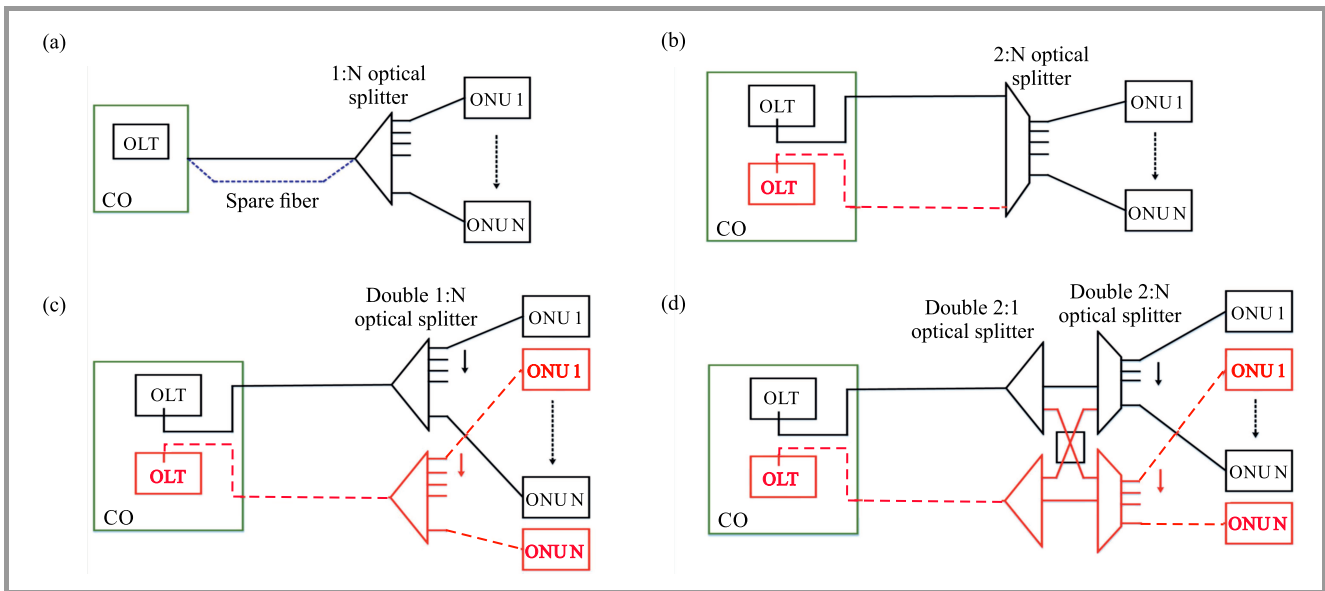 (a)
1:N optical
splitter
ONU 1
OLT
Spare fiber
CO
ONU N
(b)
2:N optical
splitter
OLT
ONU 1
OLT
CO
ONU N
(c)
Double 1:N
optical splitter
ONU 1
ONU 1
OLT
OLT
ONU N
CO
ONU N
(d)
Double 2:1
optical splitter
Double 2:N
optical splitter
ONU 1
ONU 1
OLT
OLT
ONU N
CO
ONU N